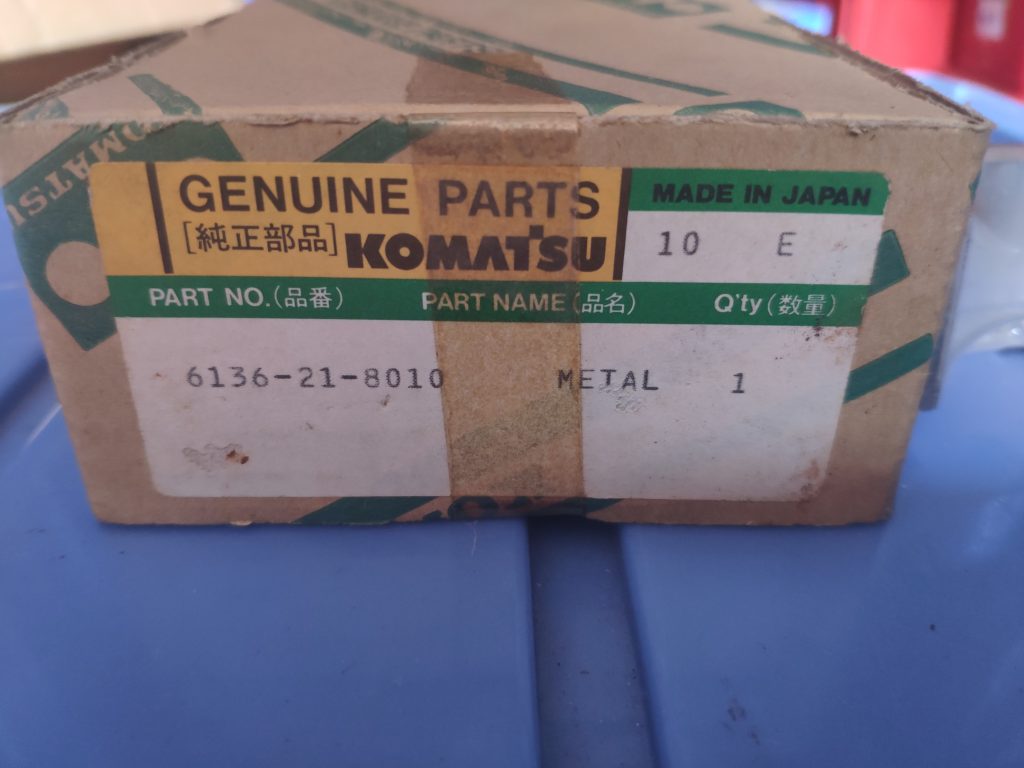 KOMATSU
GENUINE PARTS
[純正部品] KOMATSU
MADE IN JAPAN
10 E
PART NO.(品番) PART NAME(品名) Q'ty(数量)
6136-21-8010 METAL 1